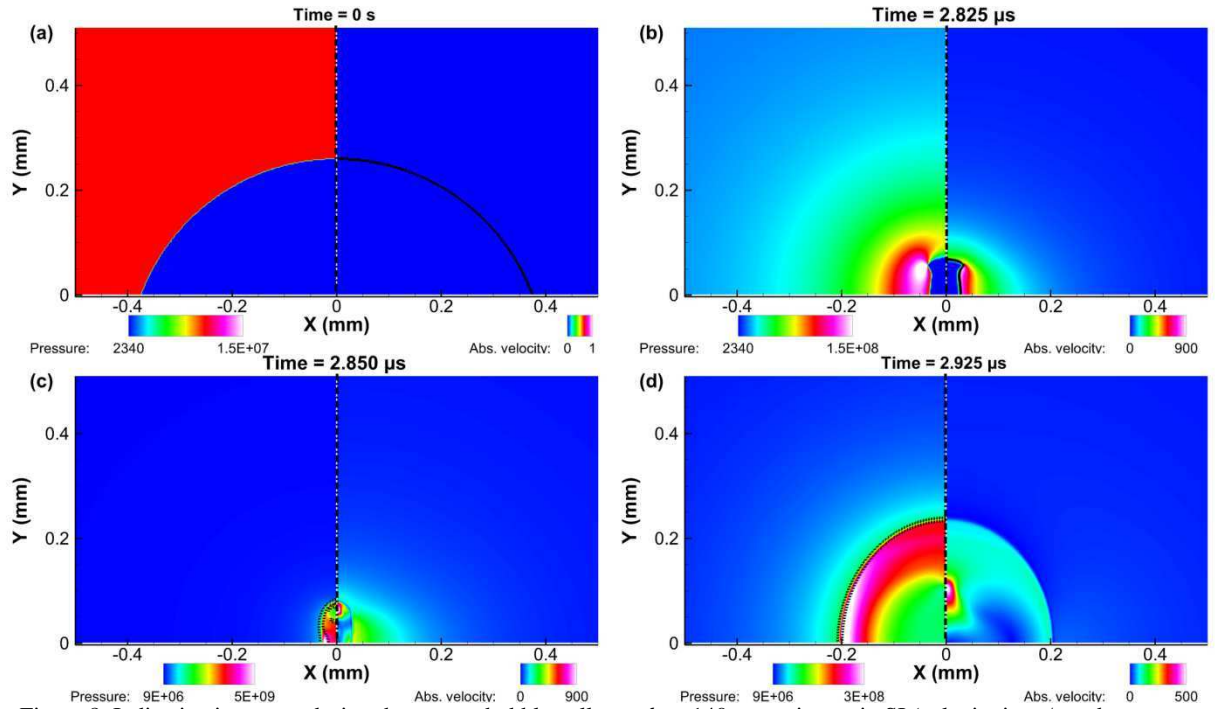 Time = 0 s
(a)
Y (mm)
0.4
0.2
0
-0.4 -0.2 0 0.2 0.4
X (mm)
Pressure: 2340 1.5E+07
Abs. velocity: 0 1
Time = 2.825 µs
(b)
Y (mm)
0.4
0.2
0
-0.4 -0.2 0 0.2 0.4
X (mm)
Pressure: 2340 1.5E+08
Abs. velocity: 0 900
Time = 2.850 µs
(c)
Y (mm)
0.4
0.2
0
-0.4 -0.2 0 0.2 0.4
X (mm)
Pressure: 9E+06 5E+09
Abs. velocity: 0 900
Time = 2.925 µs
(d)
Y (mm)
0.4
0.2
0
-0.4 -0.2 0 0.2 0.4
X (mm)
Pressure: 9E+06 3E+08
Abs. velocity: 0 500